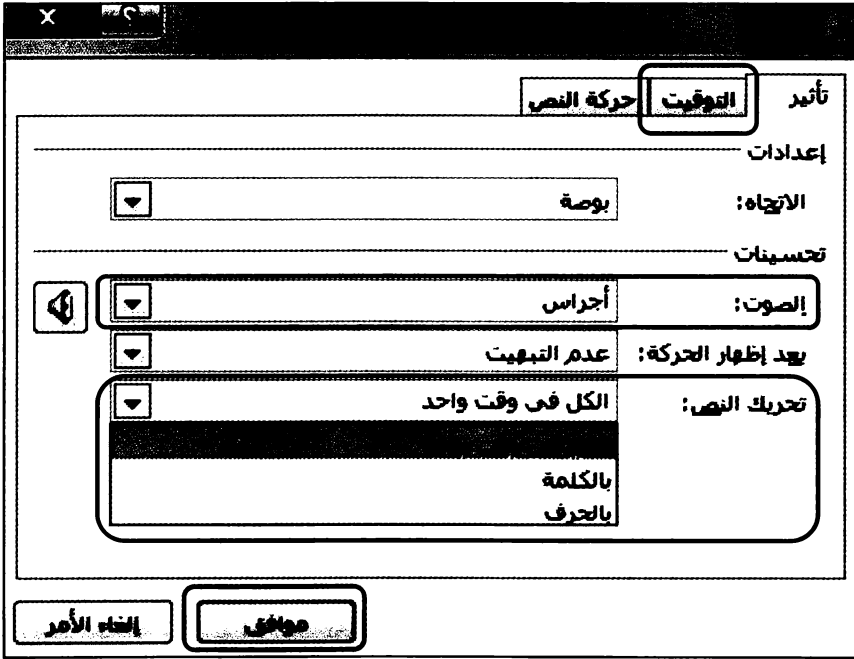 ؟ X
تأثير التوقيت حركة النص
إعدادات
الاتجاه: بوصة
تحسينات
الصوت: أجراس
بعد إظهار الحركة: عدم التبهيت
تحريك النص: الكل فى وقت واحد
بالكلمة
بالحرف
موافق إلغاء الأمر